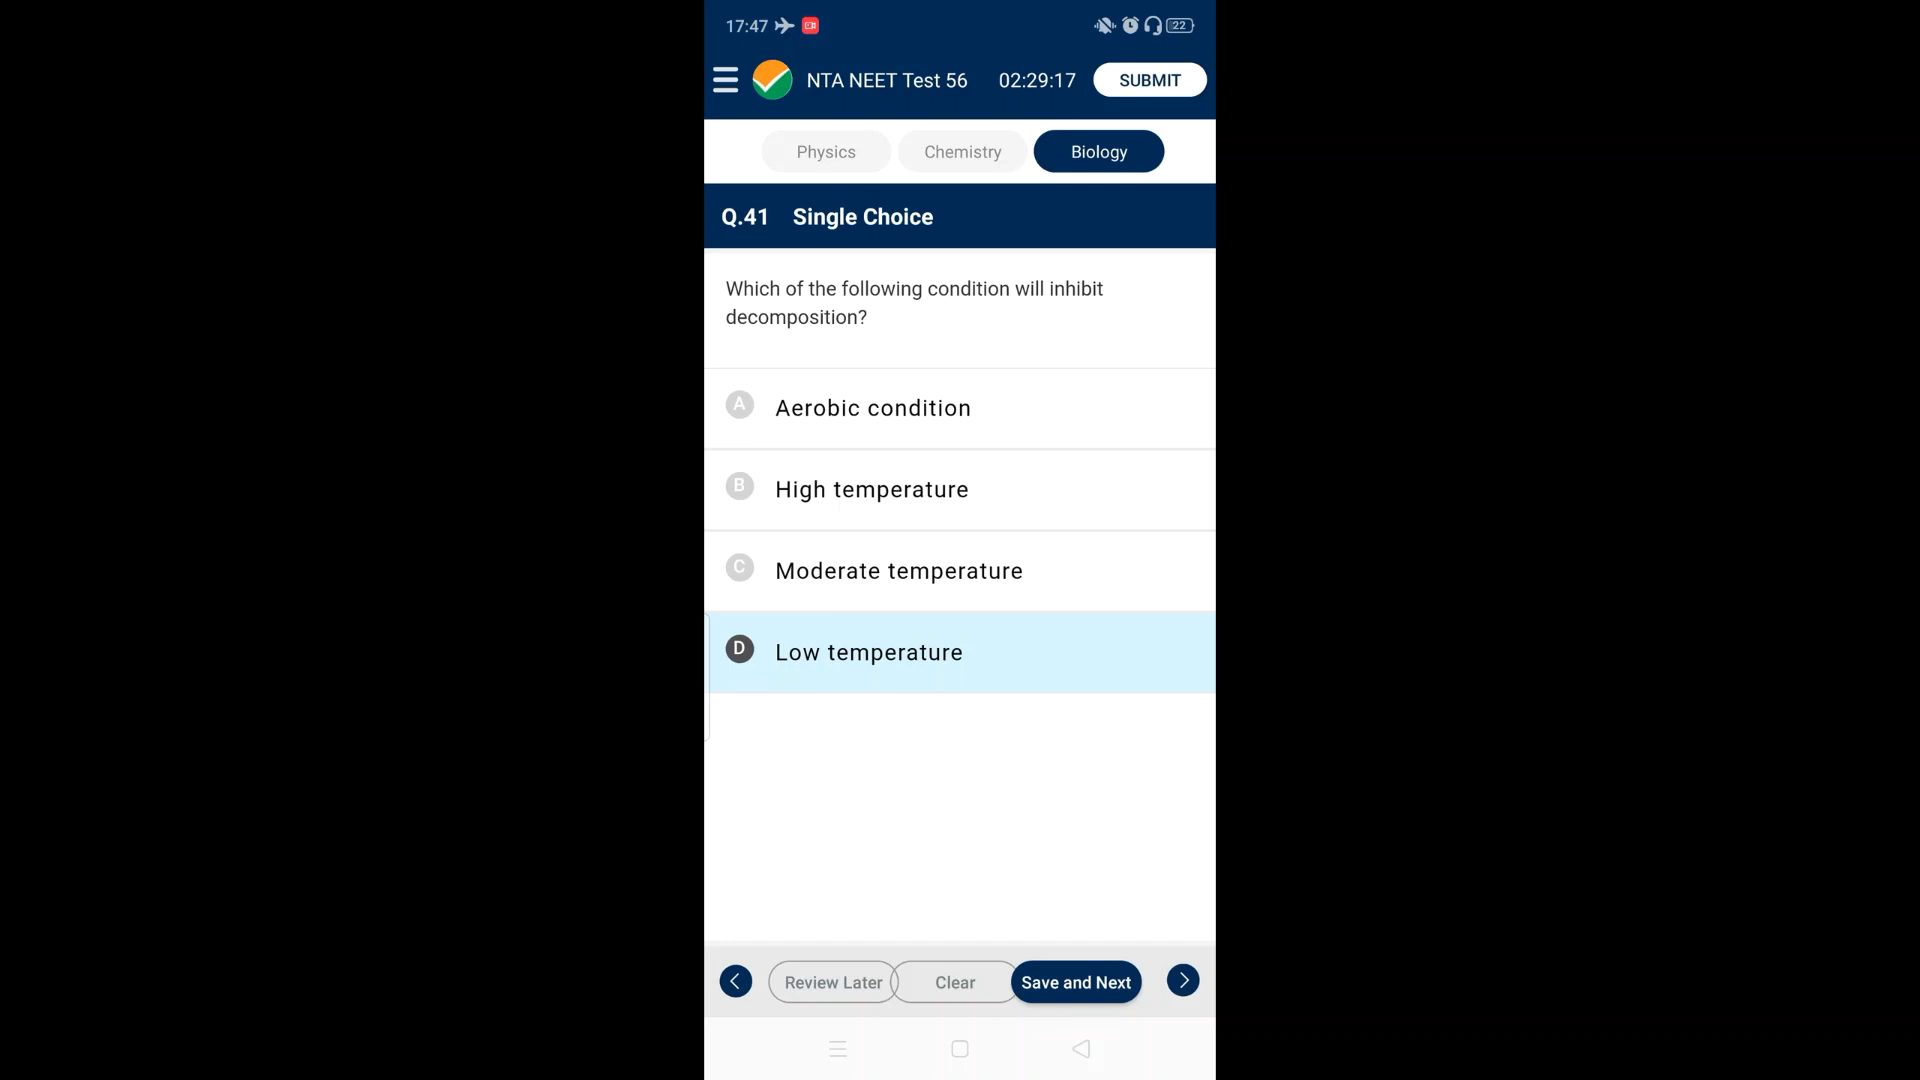 17:47
22
NTA NEET Test 56 02:29:17 SUBMIT
Physics Chemistry Biology
Q.41 Single Choice
Which of the following condition will inhibit
decomposition?
A Aerobic condition
B High temperature
C Moderate temperature
D Low temperature
Review Later Clear Save and Next